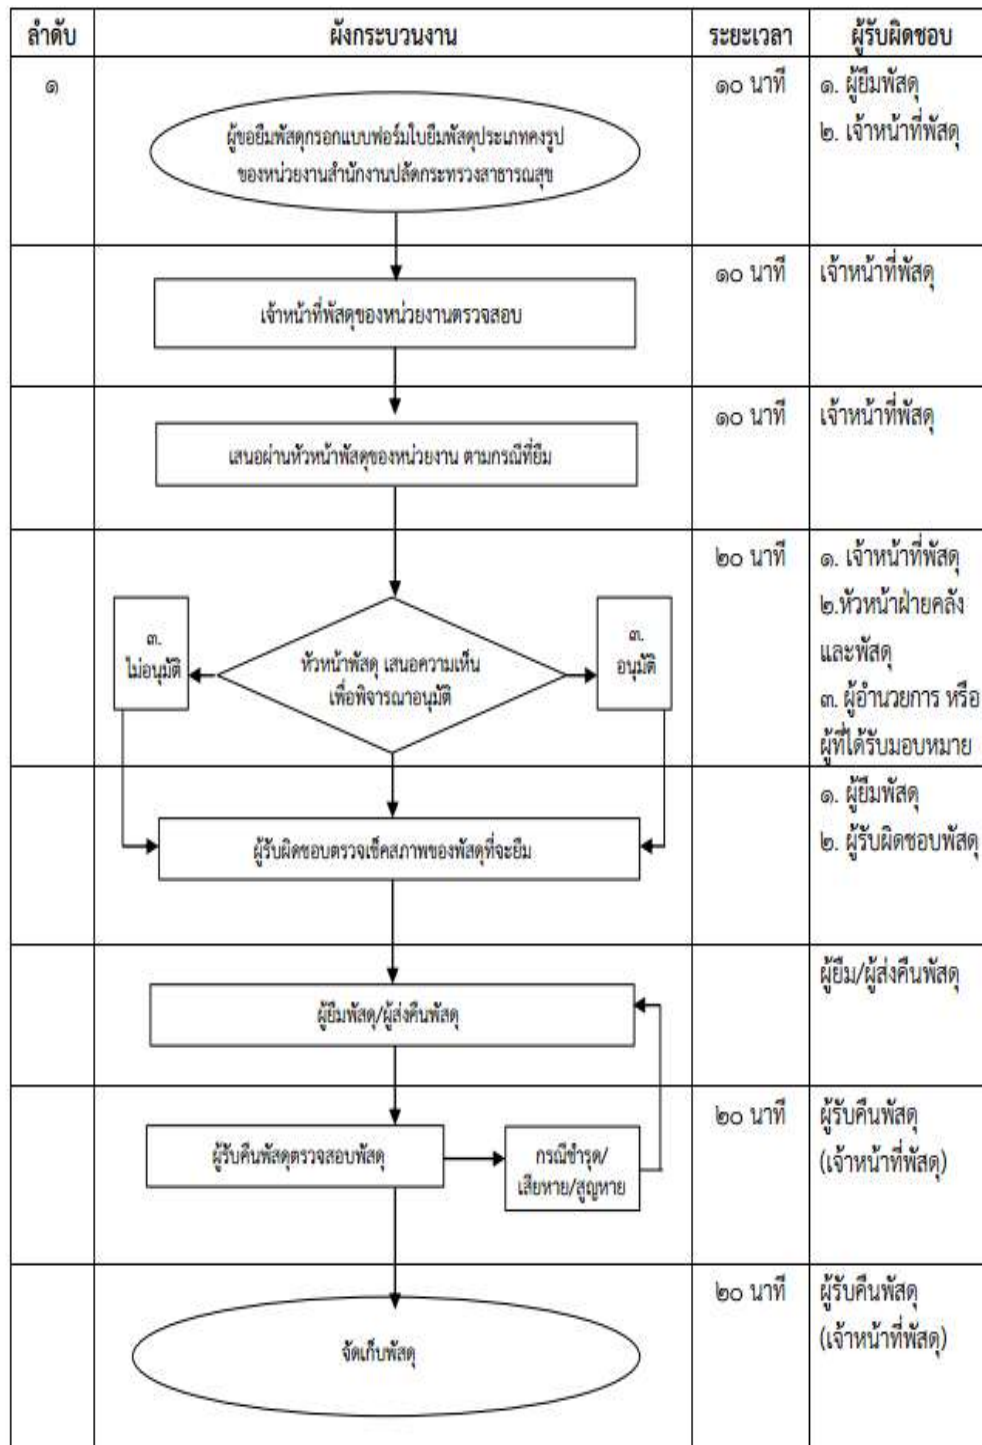 ลำดับ
ผังกระบวนงาน
ระยะเวลา
ผู้รับผิดชอบ
๑
ผู้ขอยืมพัสดุกรอกแบบฟอร์มใบยืมพัสดุประเภทคงรูป
ของหน่วยงานสำนักงานปลัดกระทรวงสาธารณสุข
๑๐ นาที
๑. ผู้ยืมพัสดุ
๒. เจ้าหน้าที่พัสดุ
เจ้าหน้าที่พัสดุของหน่วยงานตรวจสอบ
๑๐ นาที
เจ้าหน้าที่พัสดุ
เสนอผ่านหัวหน้าพัสดุของหน่วยงาน ตามกรณีที่ยืม
๑๐ นาที
เจ้าหน้าที่พัสดุ
๓.
ไม่อนุมัติ
หัวหน้าพัสดุ เสนอความเห็น
เพื่อพิจารณาอนุมัติ
๓.
อนุมัติ
๒๐ นาที
๑. เจ้าหน้าที่พัสดุ
๒.หัวหน้าฝ่ายคลัง
และพัสดุ
๓. ผู้อำนวยการ หรือ
ผู้ที่ได้รับมอบหมาย
ผู้รับผิดชอบตรวจเช็คสภาพของพัสดุที่จะยืม
๑. ผู้ยืมพัสดุ
๒. ผู้รับผิดชอบพัสดุ
ผู้ยืมพัสดุ/ผู้ส่งคืนพัสดุ
ผู้ยืม/ผู้ส่งคืนพัสดุ
ผู้รับคืนพัสดุตรวจสอบพัสดุ
กรณีชำรุด/
เสียหาย/สูญหาย
๒๐ นาที
ผู้รับคืนพัสดุ
(เจ้าหน้าที่พัสดุ)
จัดเก็บพัสดุ
๒๐ นาที
ผู้รับคืนพัสดุ
(เจ้าหน้าที่พัสดุ)